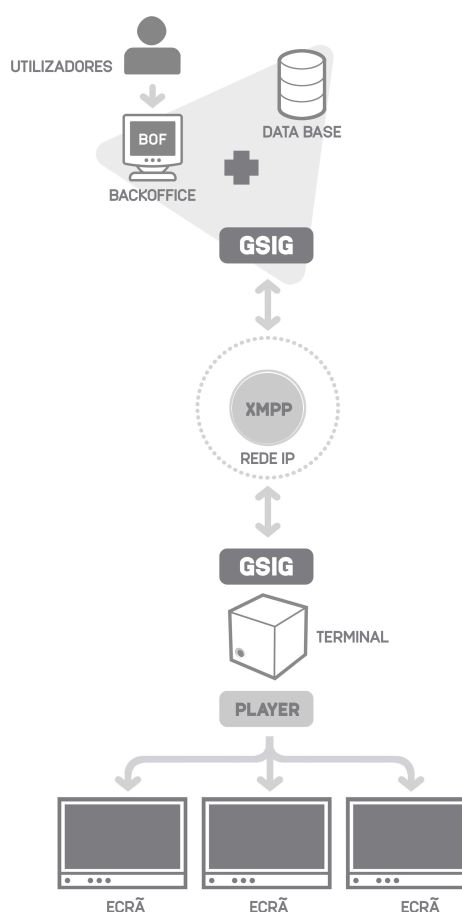 UTILIZADORES
BOF
BACKOFFICE
DATA BASE
GSIG
XMPP
REDE IP
GSIG
TERMINAL
PLAYER
ECRÃ
ECRÃ
ECRÃ